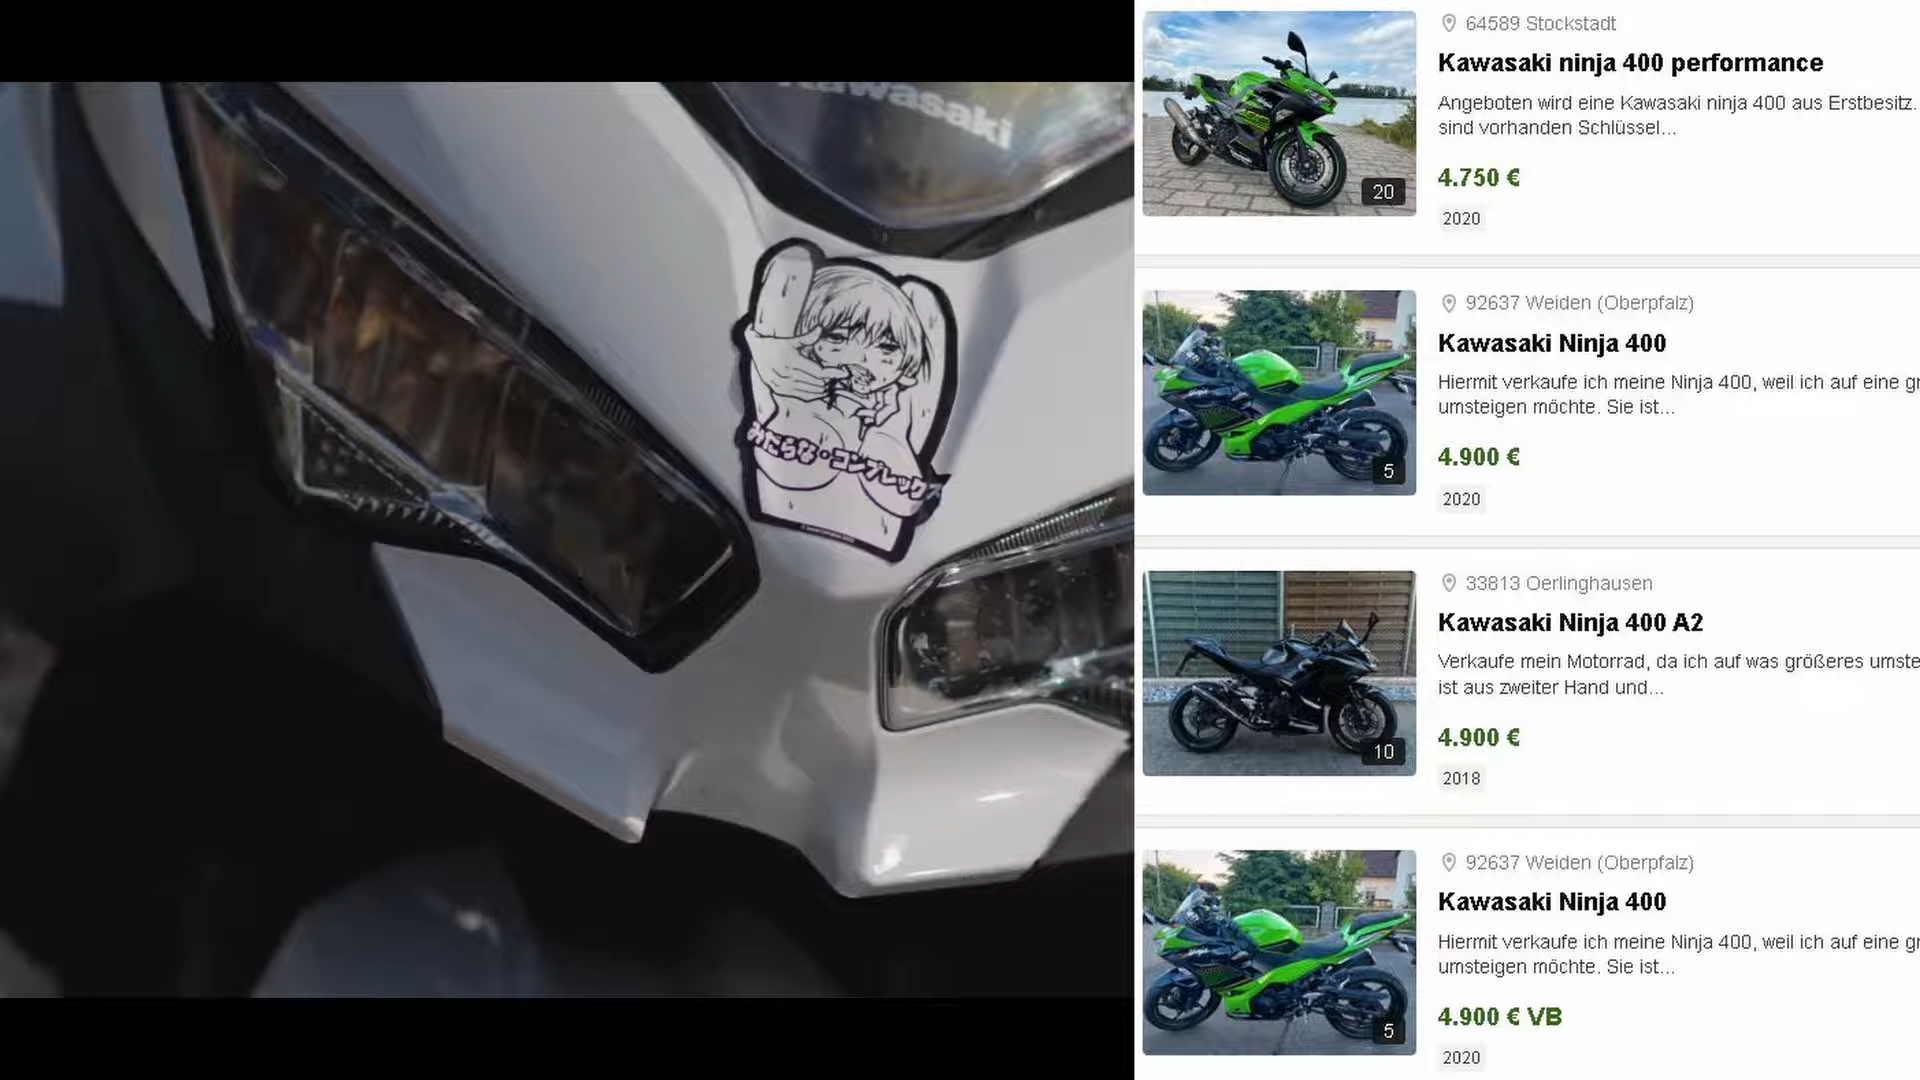 Kawasaki
みだらな・コンプレックス
64589 Stockstadt
Kawasaki ninja 400 performance
Angeboten wird eine Kawasaki ninja 400 aus Erstbesitz.
sind vorhanden Schlüssel...
4.750 €
20
2020
92637 Weiden (Oberpfalz)
Kawasaki Ninja 400
Hiermit verkaufe ich meine Ninja 400, weil ich auf eine gr
umsteigen möchte. Sie ist...
4.900 €
5
2020
33813 Oerlinghausen
Kawasaki Ninja 400 A2
Verkaufe mein Motorrad, da ich auf was größeres umste
ist aus zweiter Hand und...
4.900 €
10
2018
92637 Weiden (Oberpfalz)
Kawasaki Ninja 400
Hiermit verkaufe ich meine Ninja 400, weil ich auf eine gr
umsteigen möchte. Sie ist...
4.900 € VB
5
2020